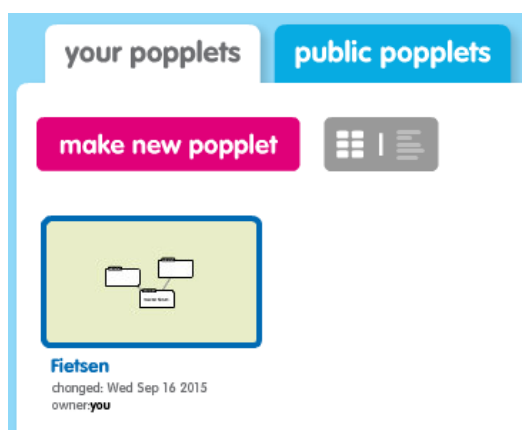 your popplets
public popplets
make new popplet
Fietsen
changed: Wed Sep 16 2015
owner:you